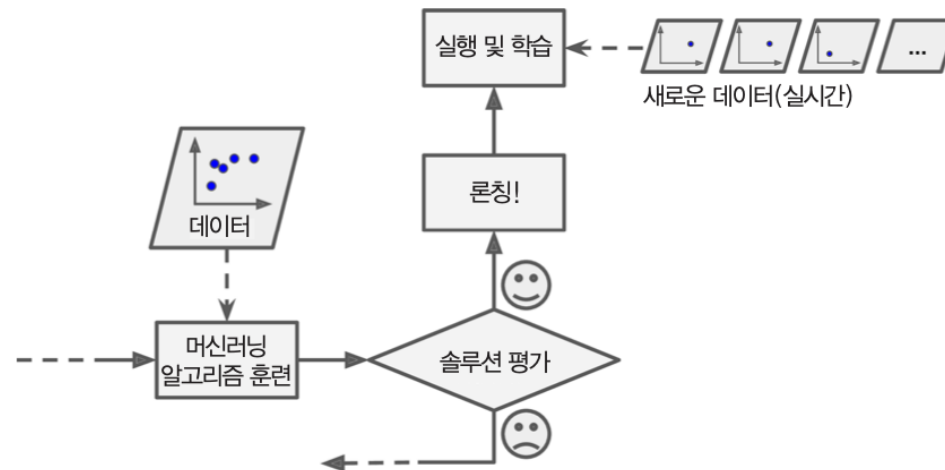 실행 및 학습
...
새로운 데이터(실시간)
론칭!
데이터
머신러닝
알고리즘 훈련
솔루션 평가